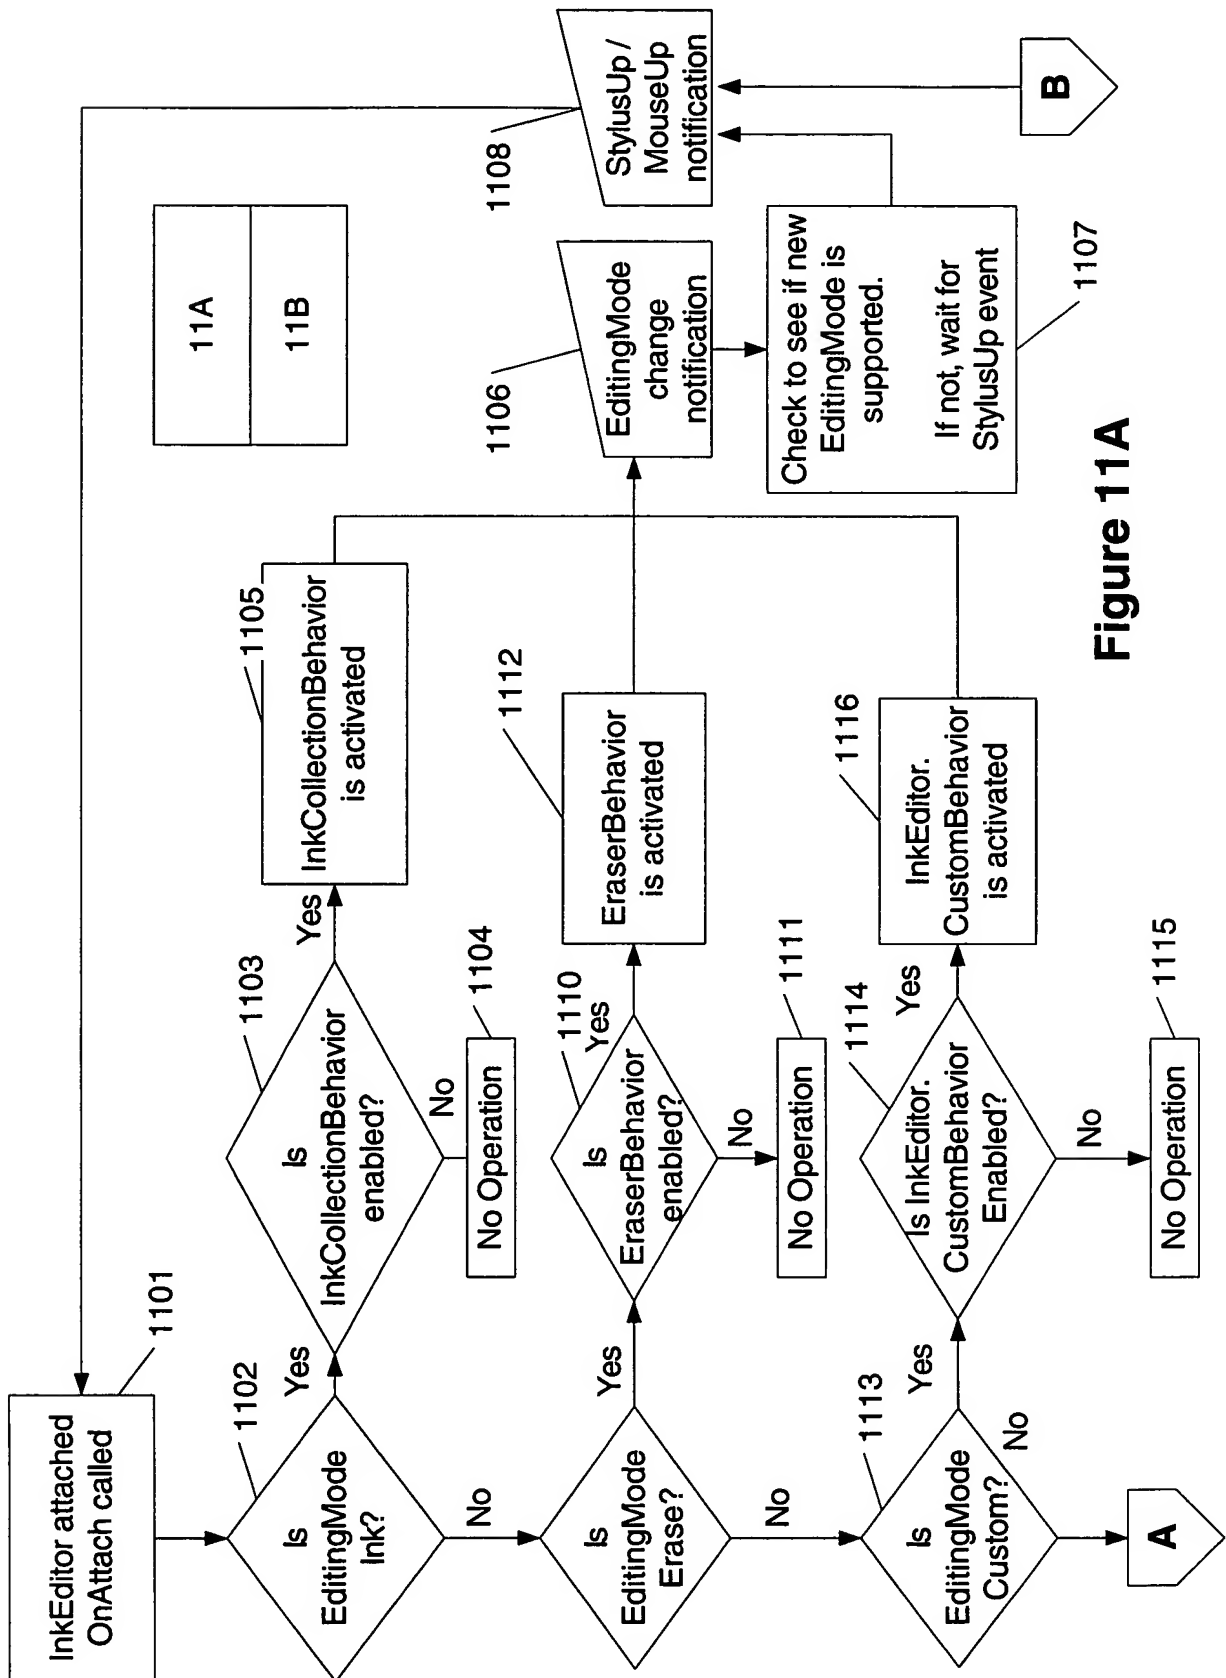 InkEditor attached
OnAttach called
1101
Is
EditingMode
Ink?
1102
Yes
No
Is
InkCollectionBehavior
enabled?
1103
Yes
No
No Operation
1104
InkCollectionBehavior
is activated
1105
11A
11B
Is
EditingMode
Erase?
Yes
No
Is
EraserBehavior
enabled?
1110
Yes
No
No Operation
1111
EraserBehavior
is activated
1112
EditingMode
change
notification
1106
StylusUp /
MouseUp
notification
1108
Check to see if new
EditingMode is
supported.
If not, wait for
StylusUp event
1107
Is
EditingMode
Custom?
1113
Yes
No
Is InkEditor.
CustomBehavior
Enabled?
1114
Yes
No
No Operation
1115
InkEditor.
CustomBehavior
is activated
1116
A
B
Figure 11A